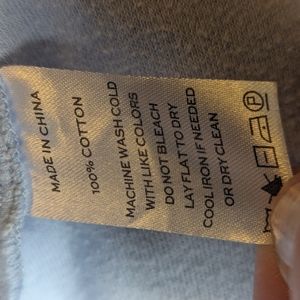 MADE IN CHINA
100% COTTON
MACHINE WASH COLD
WITH LIKE COLORS
DO NOT BLEACH
LAY FLAT TO DRY
COOL IRON IF NEEDED
OR DRY CLEAN